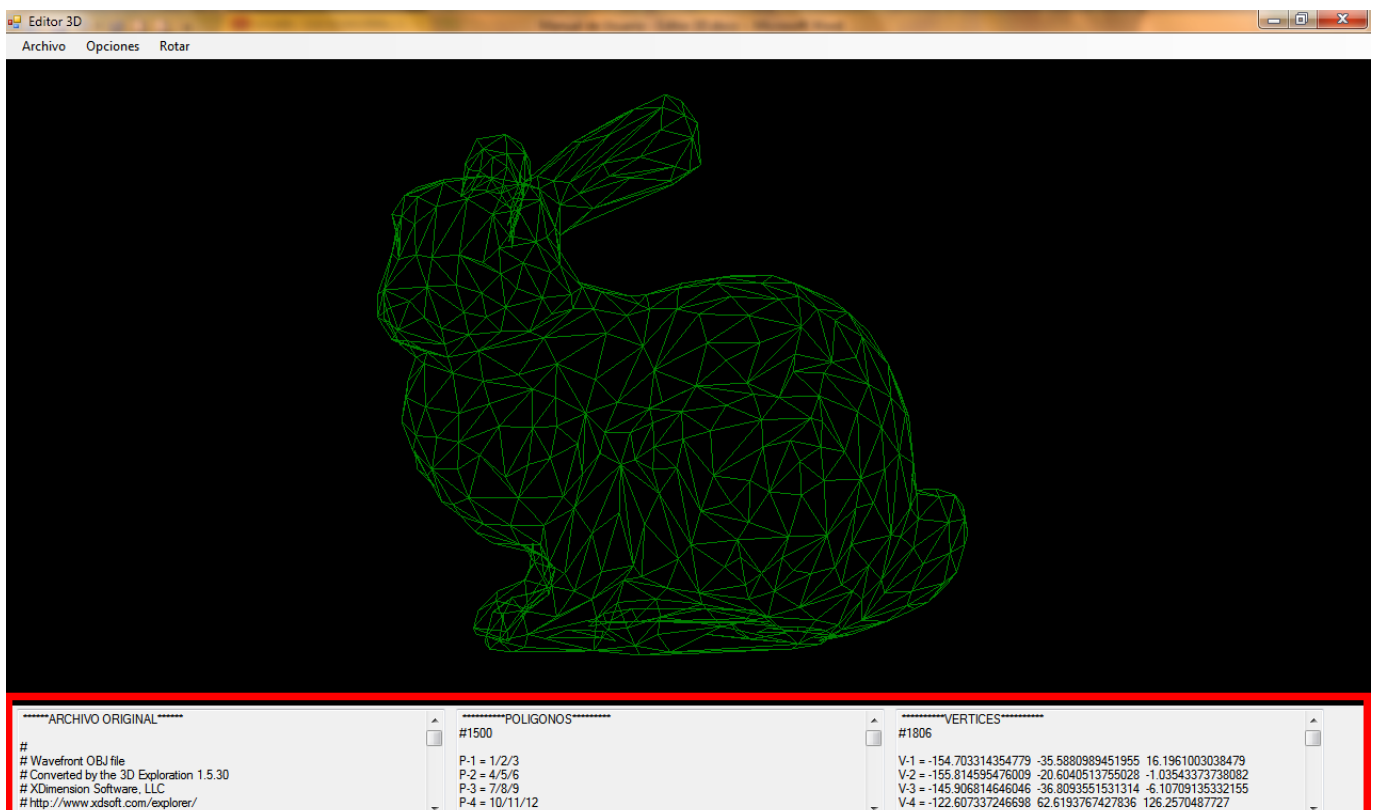 Editor 3D
Archivo Opciones Rotar
******ARCHIVO ORIGINAL******
#
# Wavefront OBJ file
# Converted by the 3D Exploration 1.5.30
# XDimension Software, LLC
# http://www.xdsoft.com/explorer/
**********POLIGONOS*********
#1500
P-1 = 1/2/3
P-2 = 4/5/6
P-3 = 7/8/9
P-4 = 10/11/12
**********VERTICES**********
#1806
V-1 = -154.703314354779 -35.5880989451955 16.1961003038479
V-2 = -155.814595476009 -20.6040513755028 -1.03543373738082
V-3 = -145.906814646046 -36.8093551531314 -6.10709135332155
V-4 = -122.607337246698 62.6193767427836 126.2570487727